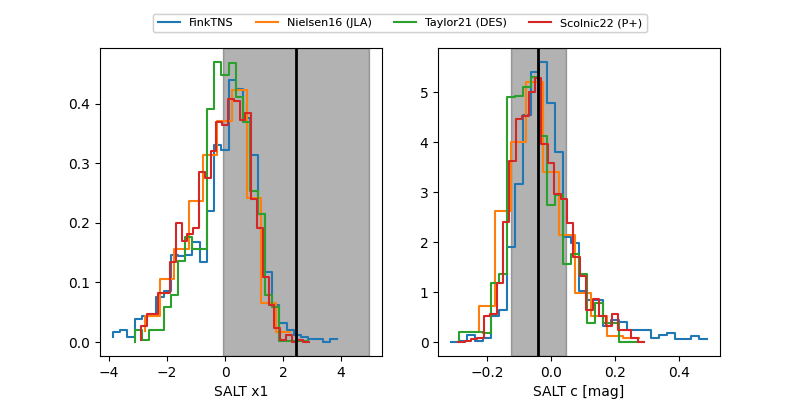 FinkTNS Nielsen16 (JLA) Taylor21 (DES) Scolnic22 (P+)
0.4
0.3
0.2
0.1
0.0
−4 −2 0 2 4
SALT x1
5
4
3
2
1
0
−0.2 0.0 0.2 0.4
SALT c [mag]